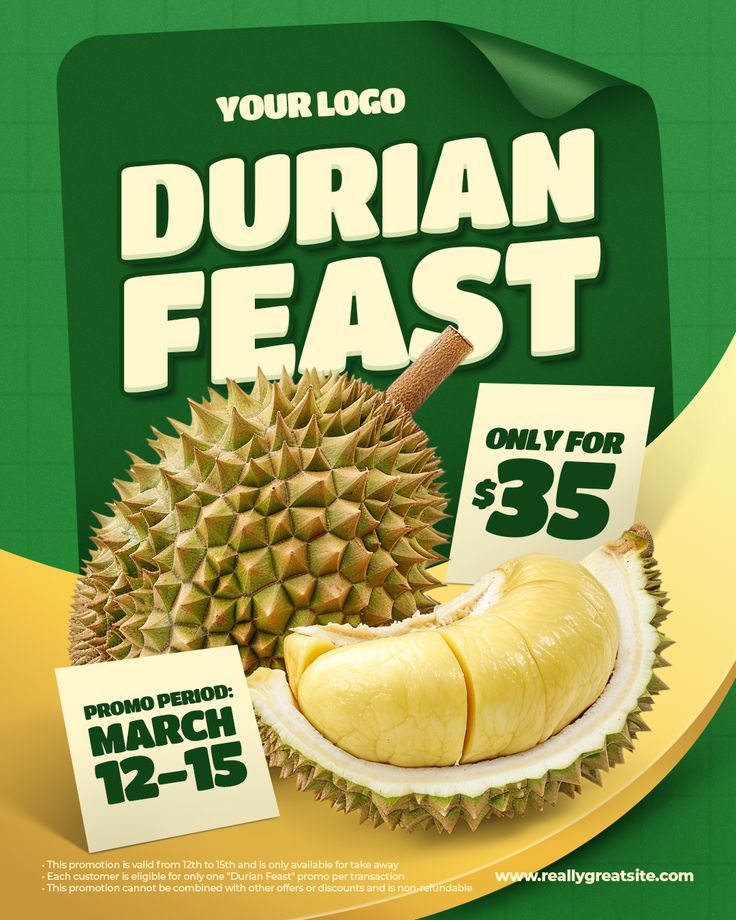 YOUR LOGO
DURIAN
FEAST
ONLY FOR
$35
PROMO PERIOD:
MARCH
12-15
• This promotion is valid from 12th to 15th and is only available for take away
• Each customer is eligible for only one "Durian Feast" promo per transaction
• This promotion cannot be combined with other offers or discounts and is non-refundable
www.reallygreatsite.com